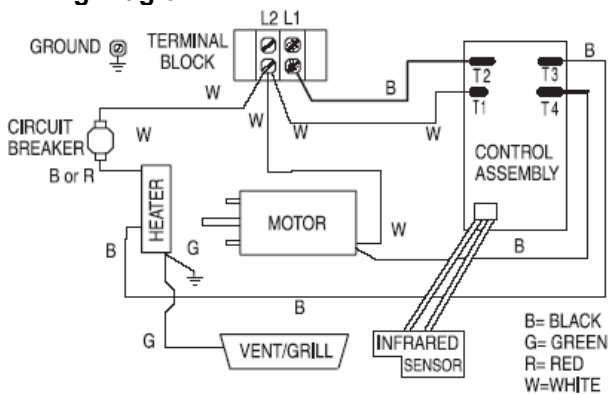 L2 L1
GROUND
TERMINAL
BLOCK
B
T2
T3
W
B
T1
T4
CIRCUIT
BREAKER
W
W
W
W
CONTROL
ASSEMBLY
B or R
HEATER
MOTOR
W
G
B
B
B
G
VENT/GRILL
INFRARED
SENSOR
B= BLACK
G= GREEN
R= RED
W=WHITE